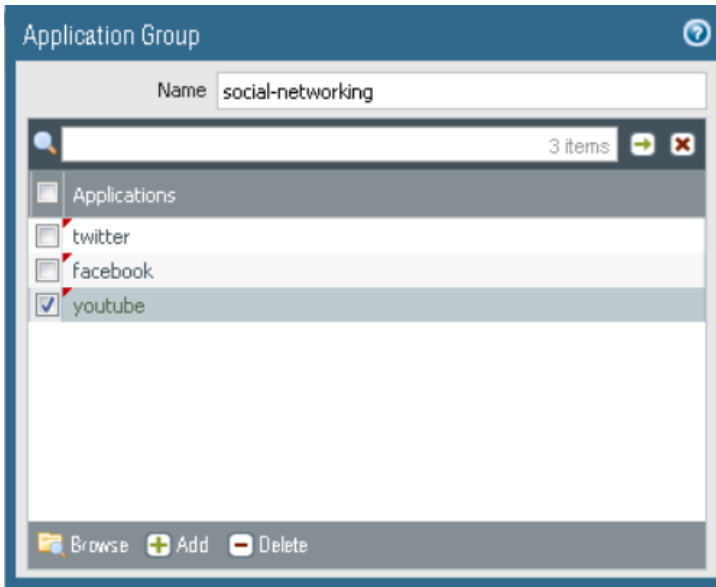 Application Group
Name social-networking
3 items
Applications
twitter
facebook
youtube
Browse Add Delete